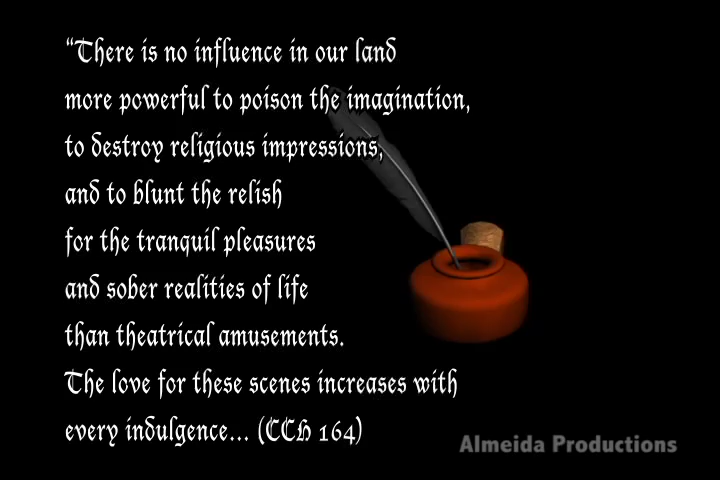 “There is no influence in our land
more powerful to poison the imagination,
to destroy religious impressions,
and to blunt the relish
for the tranquil pleasures
and sober realities of life
than theatrical amusements.
The love for these scenes increases with
every indulgence... (CCH 164)
Almeida Productions